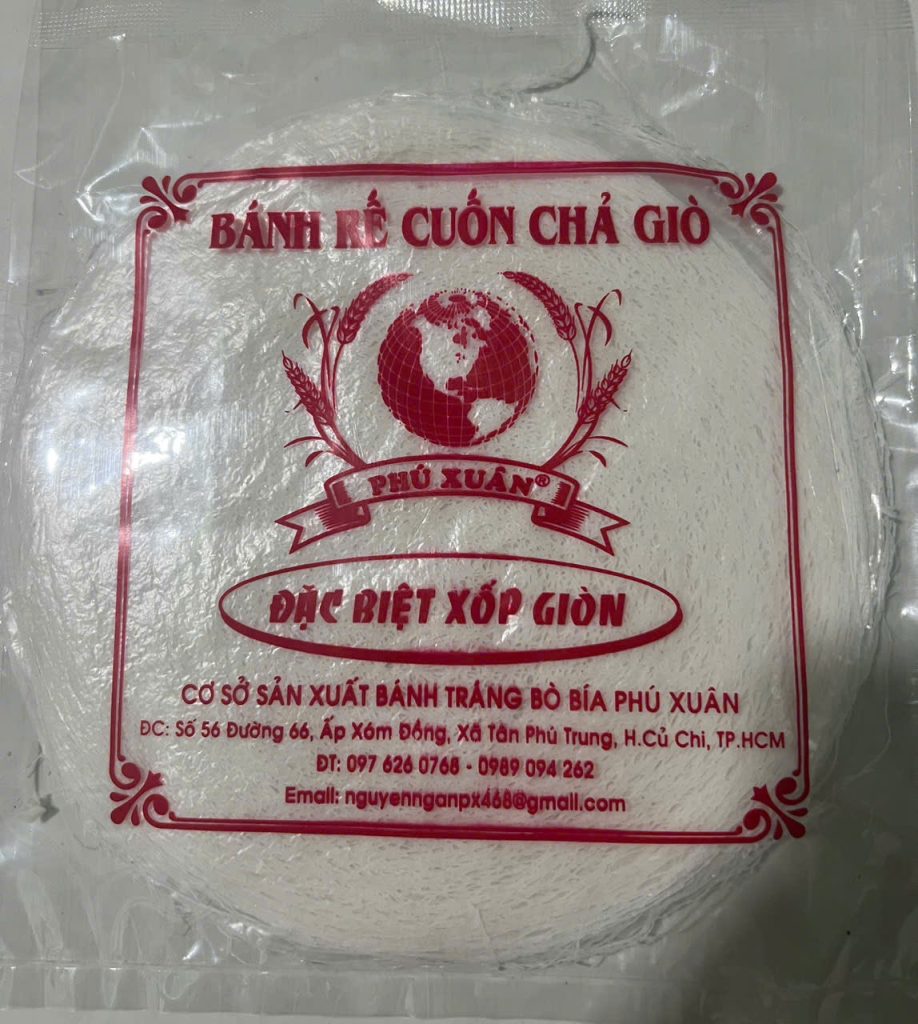 BÁNH RẾ CUỐN CHẢ GIÒ
PHÚ XUÂN®
ĐẶC BIỆT XỐP GIÒN
CƠ SỞ SẢN XUẤT BÁNH TRÁNG BÒ BÍA PHÚ XUÂN
ĐC: Số 56 Đường 66, Ấp Xóm Đồng, Xã Tân Phú Trung, H.Củ Chi, TP.HCM
ĐT: 097 626 0768 - 0989 094 262
Email: nguyennganpx468@gmail.com